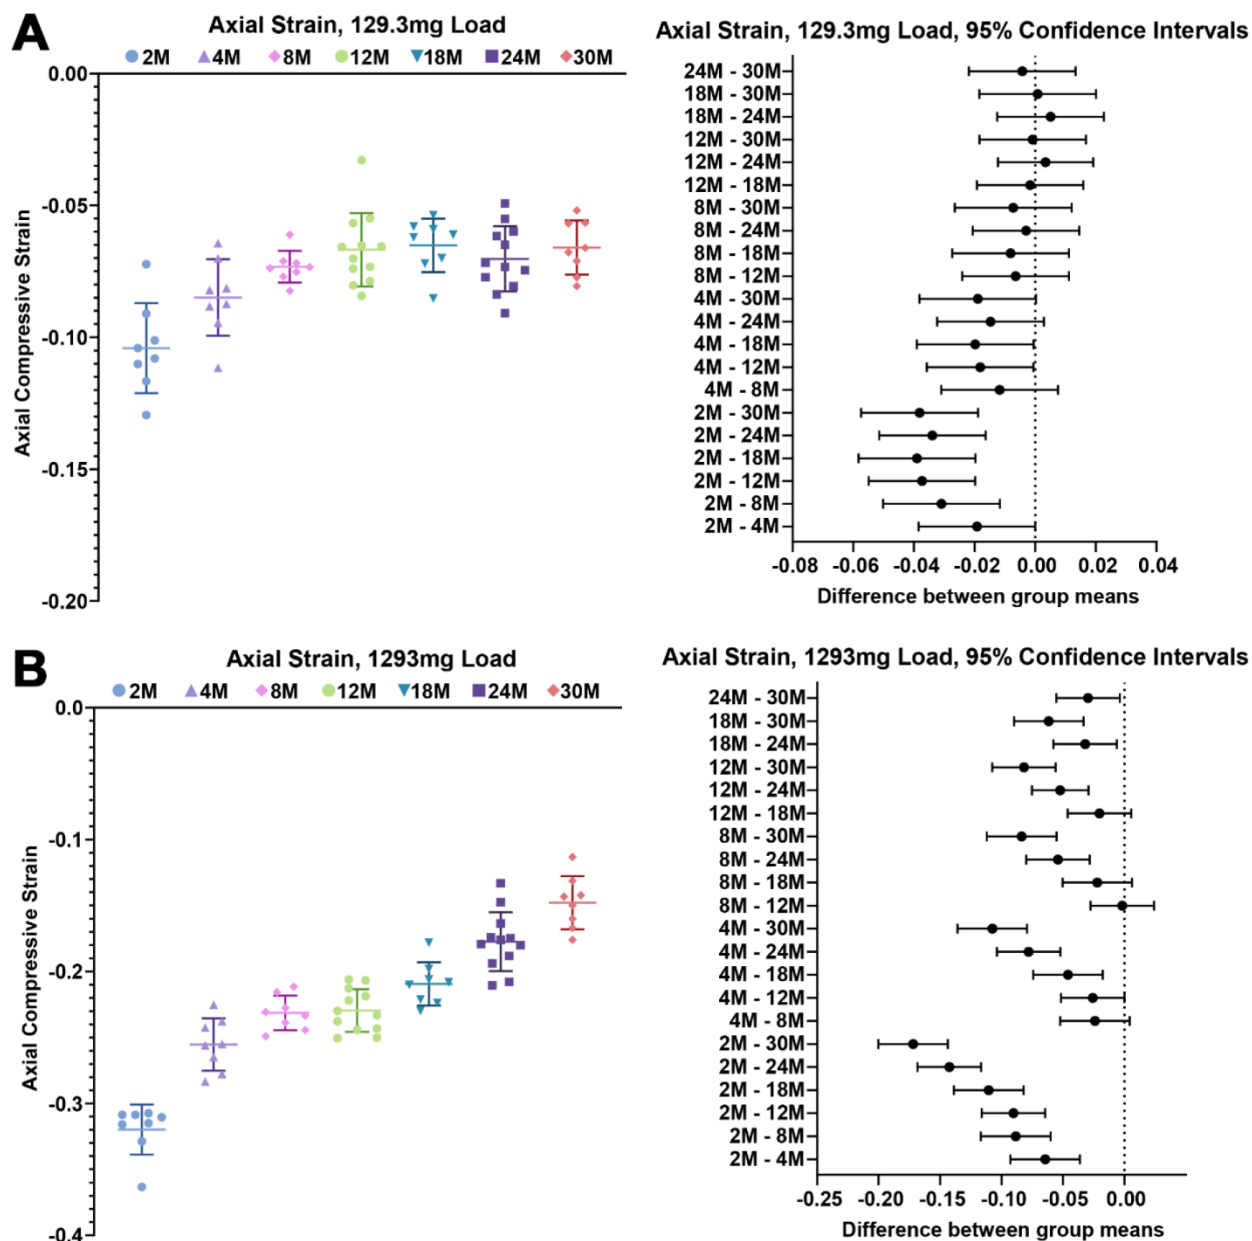 A
Axial Strain, 129.3mg Load
2M 4M 8M 12M 18M 24M 30M
Axial Compressive Strain
0.00
-0.05
-0.10
-0.15
-0.20
Axial Strain, 129.3mg Load, 95% Confidence Intervals
24M - 30M
18M - 30M
18M - 24M
12M - 30M
12M - 24M
12M - 18M
8M - 30M
8M - 24M
8M - 18M
8M - 12M
4M - 30M
4M - 24M
4M - 18M
4M - 12M
4M - 8M
2M - 30M
2M - 24M
2M - 18M
2M - 12M
2M - 8M
2M - 4M
-0.08 -0.06 -0.04 -0.02 0.00 0.02 0.04
Difference between group means
B
Axial Strain, 1293mg Load
2M 4M 8M 12M 18M 24M 30M
Axial Compressive Strain
0.0
-0.1
-0.2
-0.3
-0.4
Axial Strain, 1293mg Load, 95% Confidence Intervals
24M - 30M
18M - 30M
18M - 24M
12M - 30M
12M - 24M
12M - 18M
8M - 30M
8M - 24M
8M - 18M
8M - 12M
4M - 30M
4M - 24M
4M - 18M
4M - 12M
4M - 8M
2M - 30M
2M - 24M
2M - 18M
2M - 12M
2M - 8M
2M - 4M
-0.25 -0.20 -0.15 -0.10 -0.05 0.00
Difference between group means